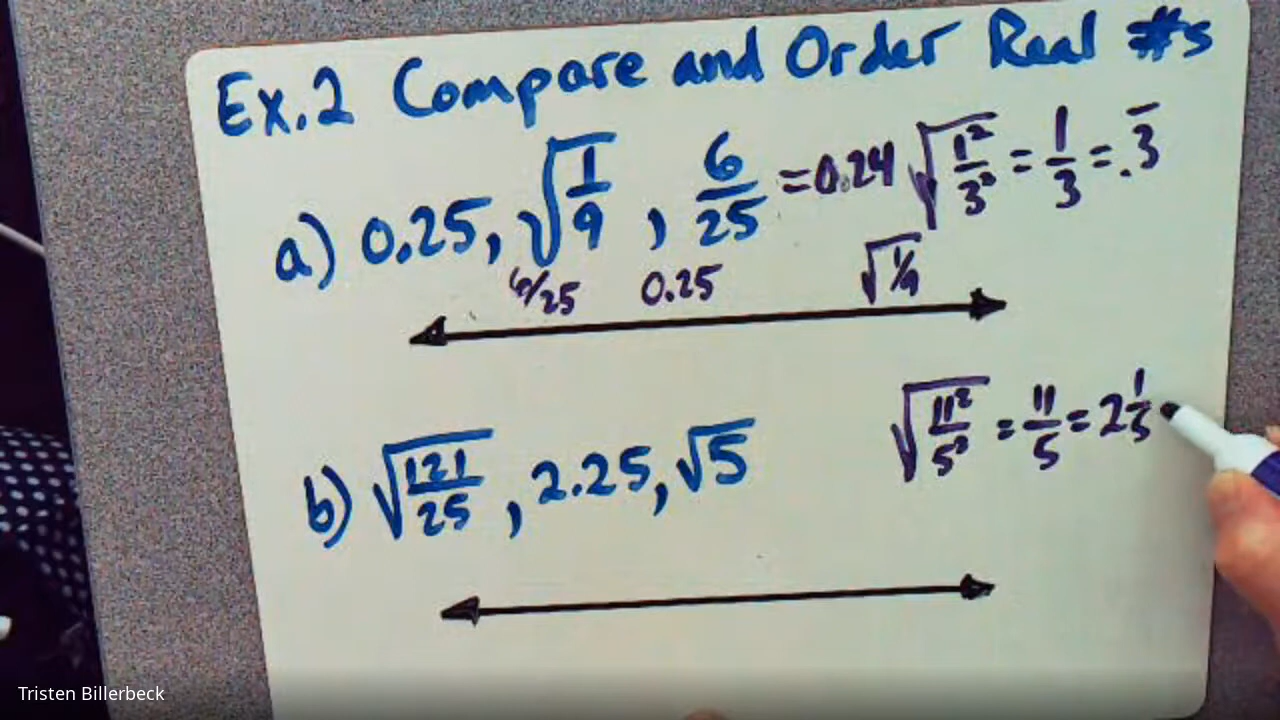 Ex.2 Compare and Order Real #s
a) 0.25, √(1/9), 6/25 = 0.24 √(1²/3²) = 1/3 = .3̅
6/25 0.25 √1/9
b) √(121/25), 2.25, √5 √(11²/5²) = 11/5 = 2 1/5
Tristen Billerbeck